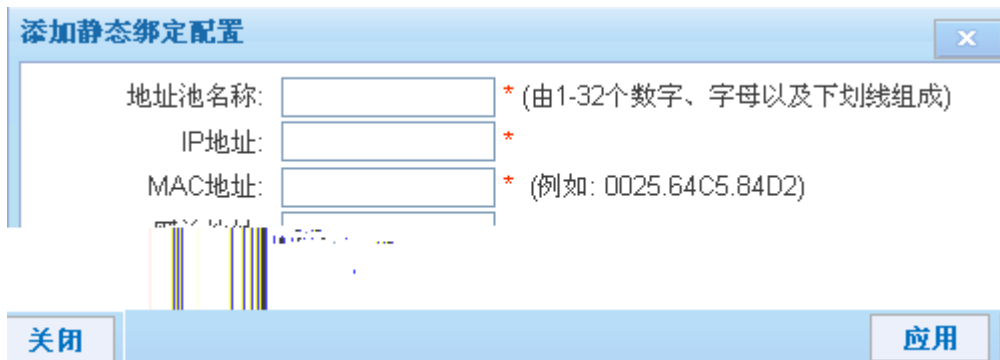 添加静态绑定配置
地址池名称: * (由1-32个数字、字母以及下划线组成)
IP地址: *
MAC地址: * (例如: 0025.64C5.84D2)
关闭 应用